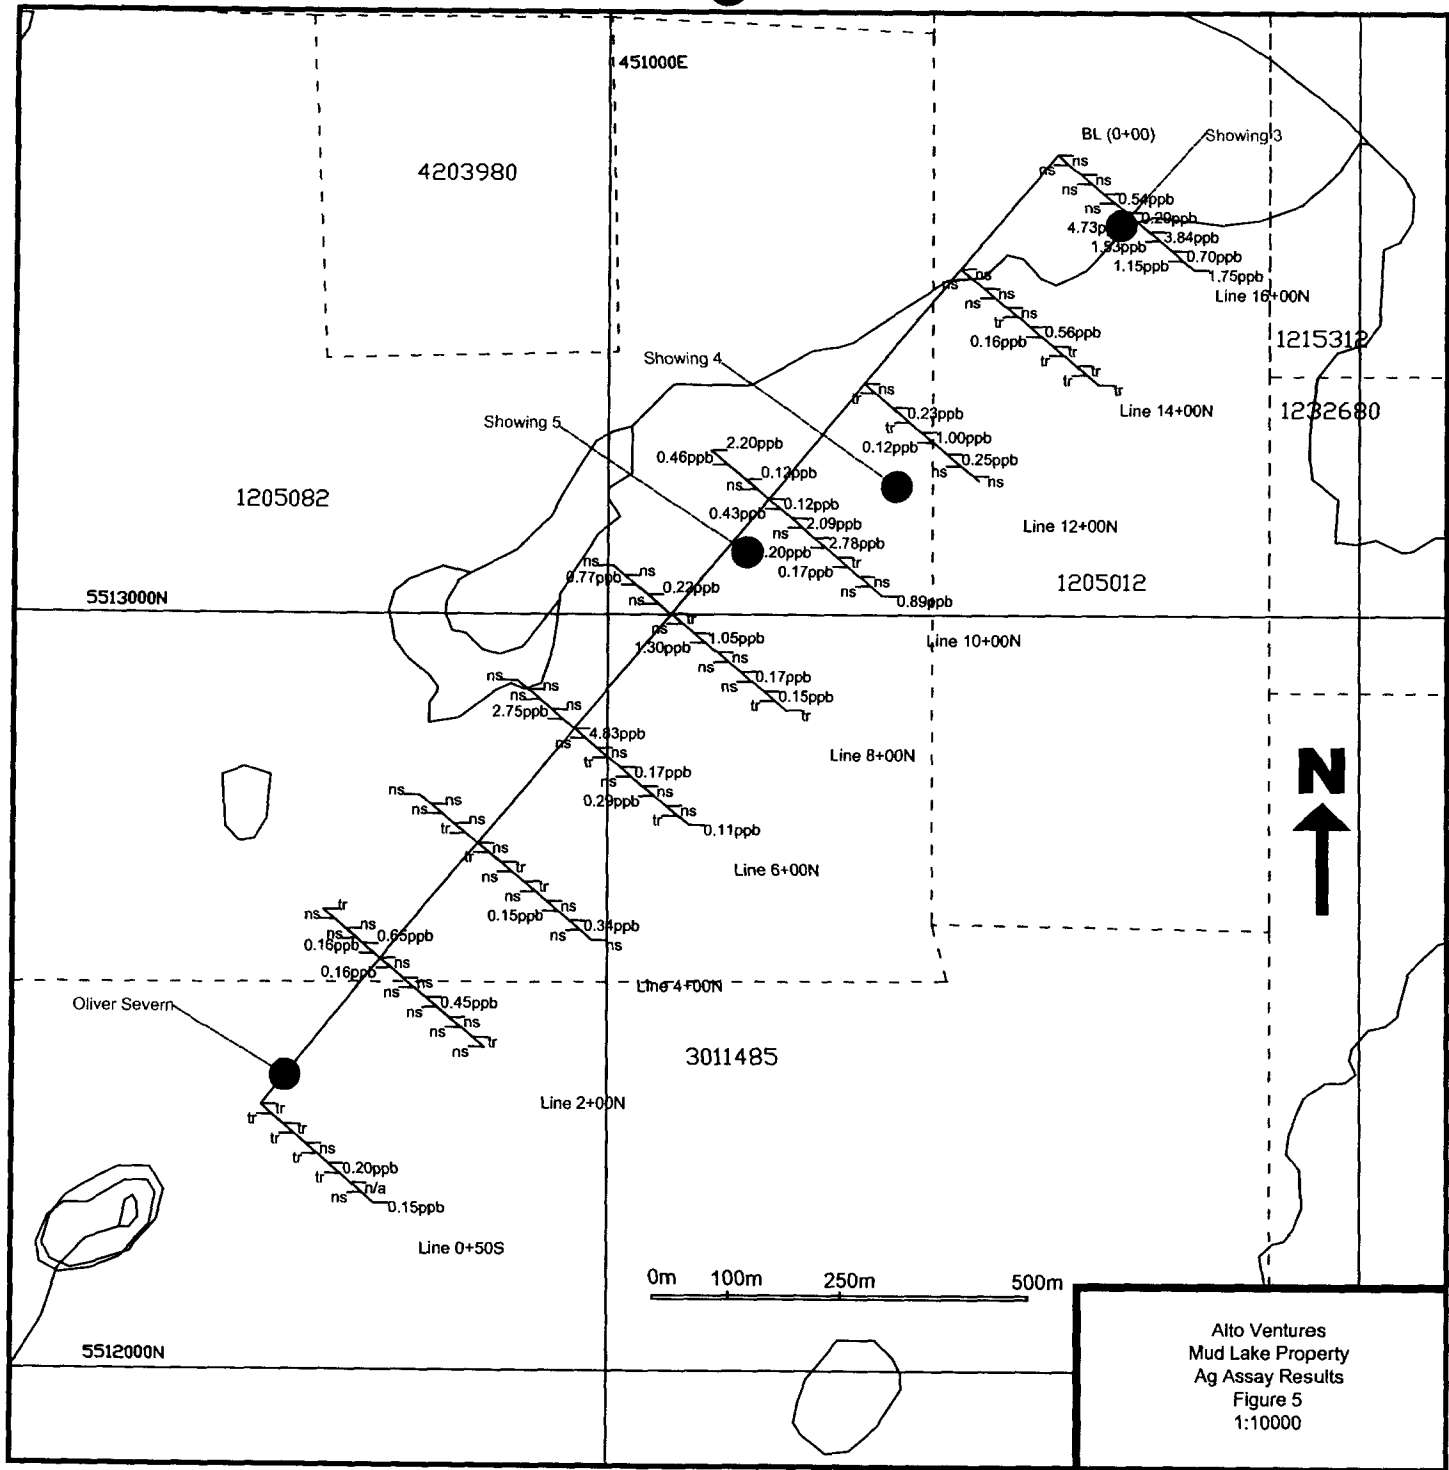 451000E
BL (0+00)
Showing 3
4203980
ns
ns
ns
ns
0.54ppb
ns
0.29ppb
3.84ppb
1.53ppb
0.70ppb
1.15ppb
1.75ppb
Line 16+00N
ns
ns
ns
ns
ns
tr
0.56ppb
0.16ppb
tr
tr
tr
tr
tr
Line 14+00N
1215312
1232680
Showing 4
ns
tr
0.23ppb
tr
1.00ppb
0.12ppb
0.25ppb
ns
ns
Line 12+00N
Showing 5
1205082
2.20ppb
0.46ppb
0.12ppb
ns
0.12ppb
0.43ppb
2.09ppb
ns
2.78ppb
tr
0.17ppb
ns
ns
0.89ppb
Line 10+00N
1205012
5513000N
ns
ns
0.77ppb
0.22ppb
ns
tr
ns
1.05ppb
1.30ppb
ns
ns
0.17ppb
ns
0.15ppb
tr
tr
Line 8+00N
ns
ns
ns
ns
2.75ppb
4.83ppb
ns
ns
tr
0.17ppb
ns
ns
0.29ppb
ns
tr
0.11ppb
Line 6+00N
N
ns
ns
ns
ns
tr
ns
tr
tr
ns
tr
ns
ns
0.15ppb
0.34ppb
ns
ns
Line 4+00N
tr
ns
ns
ns
0.65ppb
0.16ppb
ns
0.16ppb
ns
ns
0.45ppb
ns
ns
ns
tr
ns
Line 2+00N
Oliver Severn
3011485
tr
tr
tr
tr
ns
tr
0.20ppb
tr
n/a
ns
0.15ppb
Line 0+50S
0m 100m 250m 500m
5512000N
Alto Ventures
Mud Lake Property
Ag Assay Results
Figure 5
1:10000